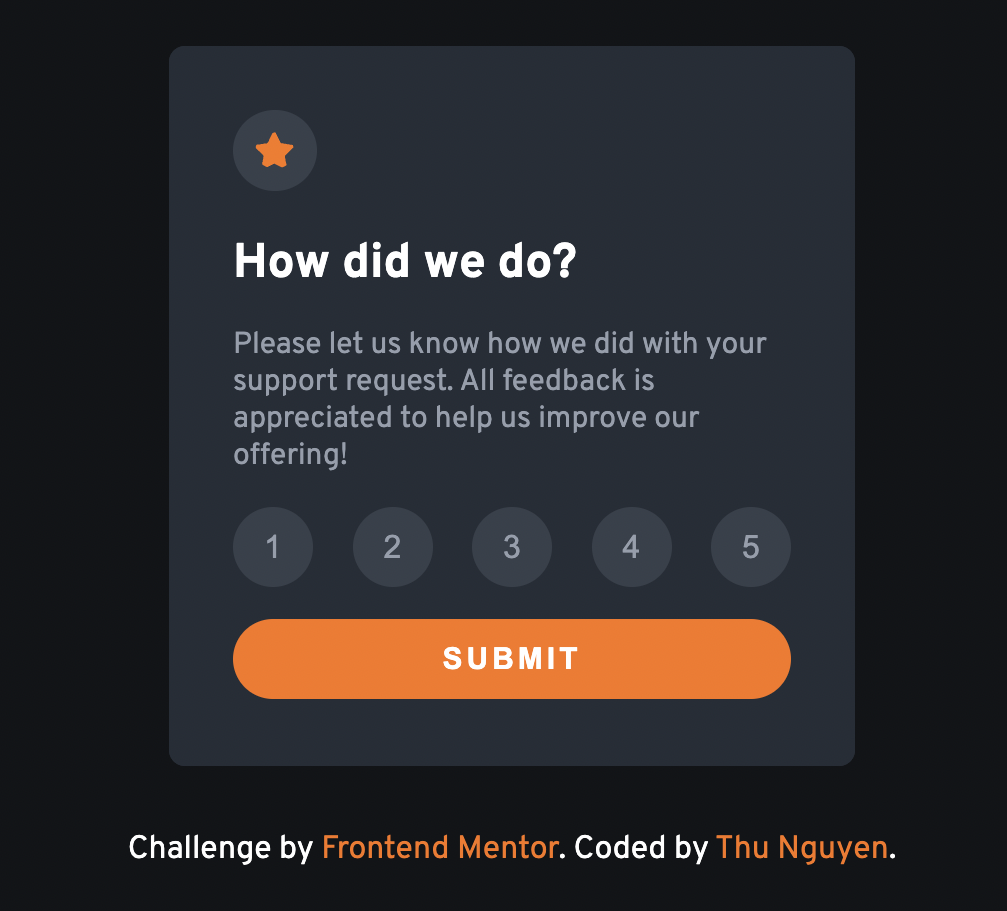 How did we do?
Please let us know how we did with your
support request. All feedback is
appreciated to help us improve our
offering!
1 2 3 4 5
SUBMIT
Challenge by Frontend Mentor. Coded by Thu Nguyen.